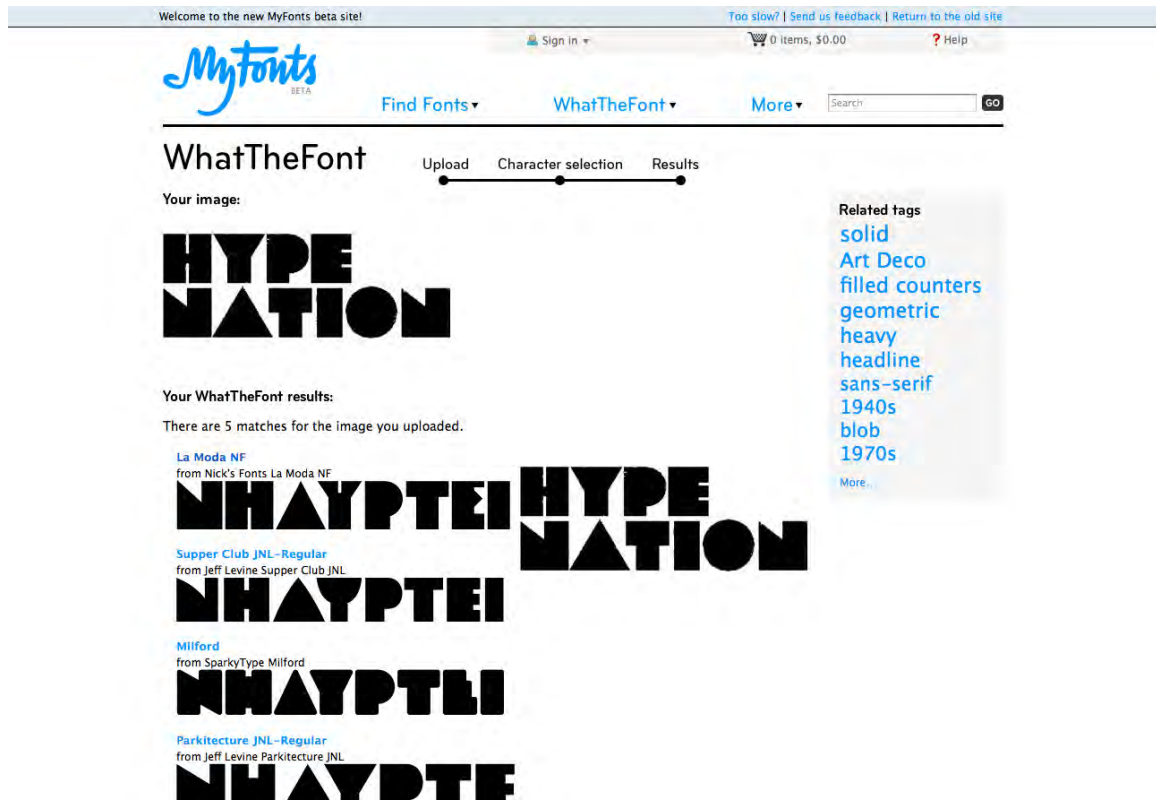 Welcome to the new MyFonts beta site!
Too slow? | Send us feedback | Return to the old site
MyFonts
BETA
Sign in
0 items, $0.00
? Help
Find Fonts
WhatTheFont
More
Search
GO
WhatTheFont
Upload
Character selection
Results
Your image:
HYPE
NATION
Related tags
solid
Art Deco
filled counters
geometric
heavy
headline
sans-serif
1940s
blob
1970s
More..
Your WhatTheFont results:
There are 5 matches for the image you uploaded.
La Moda NF
from Nick's Fonts La Moda NF
NHAYPTEI
HYPE
NATION
Supper Club JNL-Regular
from Jeff Levine Supper Club JNL
NHAYPTEI
Milford
from SparkyType Milford
NHAYPTEI
Parkitecture JNL-Regular
from Jeff Levine Parkitecture JNL
NHAYPTE